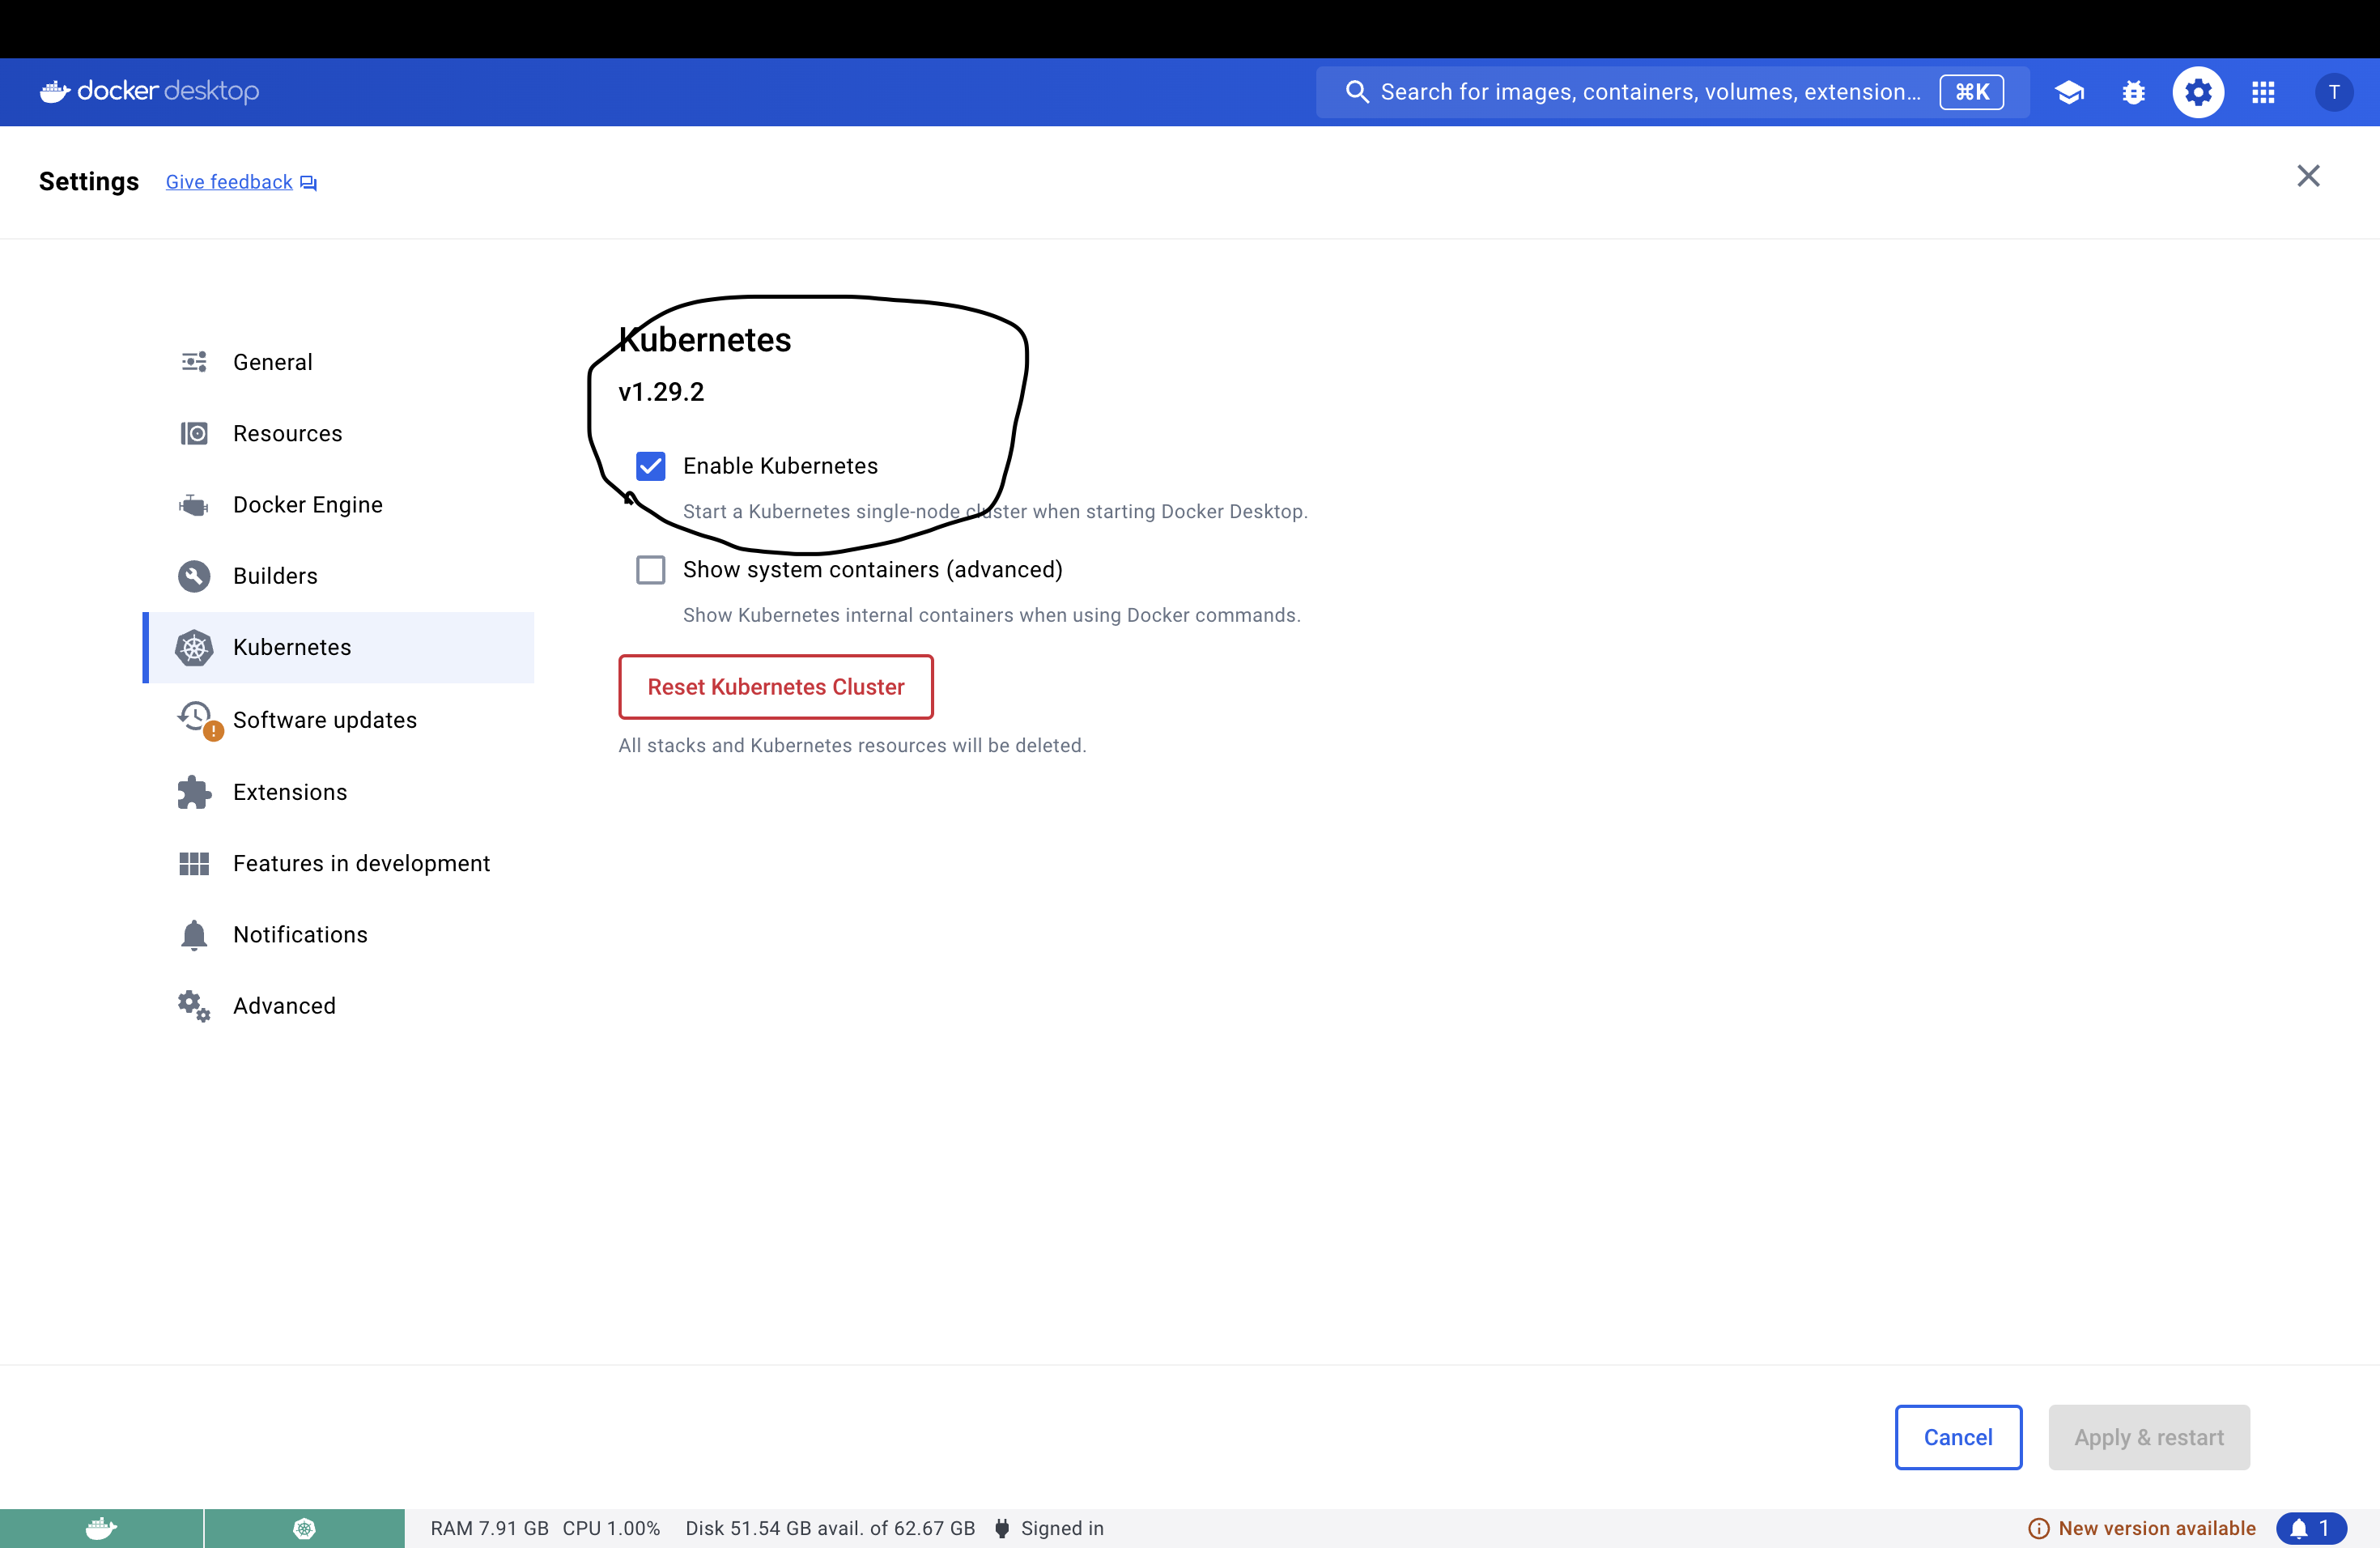 docker desktop
Search for images, containers, volumes, extension... ⌘K
T
Settings Give feedback
General
Resources
Docker Engine
Builders
Kubernetes
Software updates
Extensions
Features in development
Notifications
Advanced
Kubernetes
v1.29.2
Enable Kubernetes
Start a Kubernetes single-node cluster when starting Docker Desktop.
Show system containers (advanced)
Show Kubernetes internal containers when using Docker commands.
Reset Kubernetes Cluster
All stacks and Kubernetes resources will be deleted.
Cancel Apply & restart
RAM 7.91 GB CPU 1.00% Disk 51.54 GB avail. of 62.67 GB Signed in New version available 1